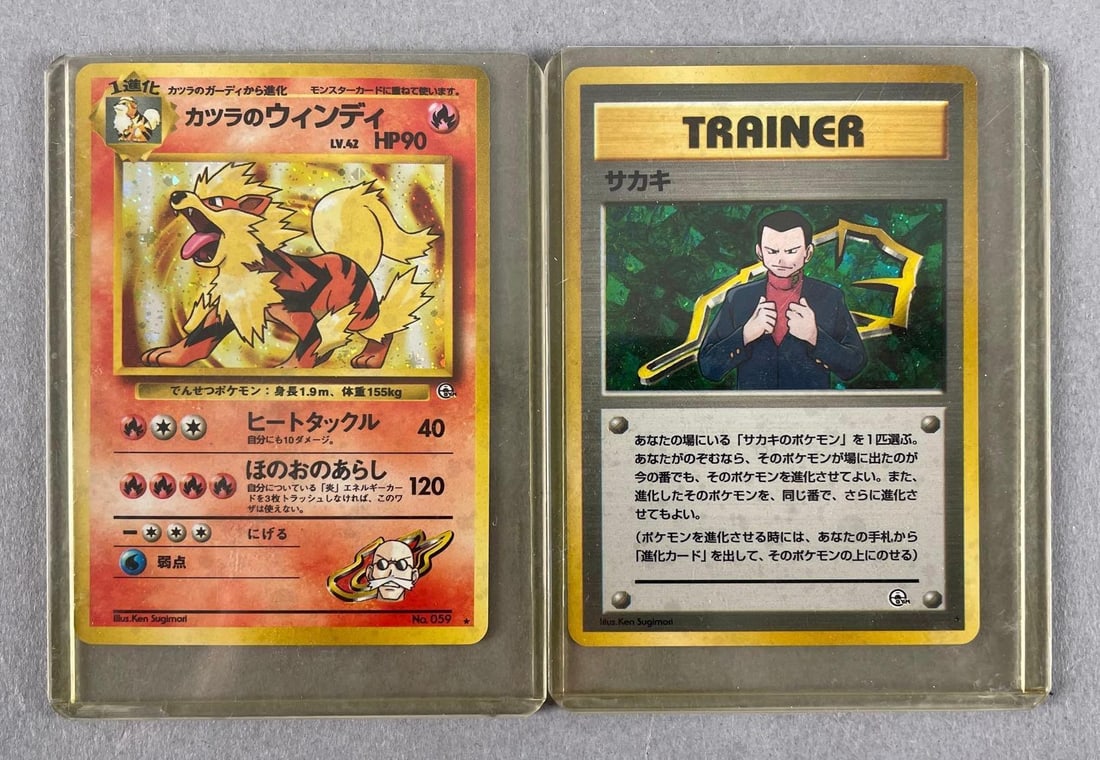 1進化
カツラのガーディから進化
モンスターカードに重ねて使います。
カツラのウィンディ
LV.42 HP90
でんせつポケモン：身長1.9m、体重155kg
ヒートタックル 40
自分にも10ダメージ。
ほのおのあらし 120
自分についている「炎」エネルギーカー
ドを3枚トラッシュしなければ、このワ
ザは使えない。
にげる
弱点
Illus.Ken Sugimori
No. 059 ★
TRAINER
サカキ
あなたの場にいる「サカキのポケモン」を1匹選ぶ。
あなたがのぞむなら、そのポケモンが場に出たのが
今の番でも、そのポケモンを進化させてよい。また、
進化したそのポケモンを、同じ番で、さらに進化さ
せてもよい。
（ポケモンを進化させる時には、あなたの手札から
「進化カード」を出して、そのポケモンの上にのせる）
Illus.Ken Sugimori